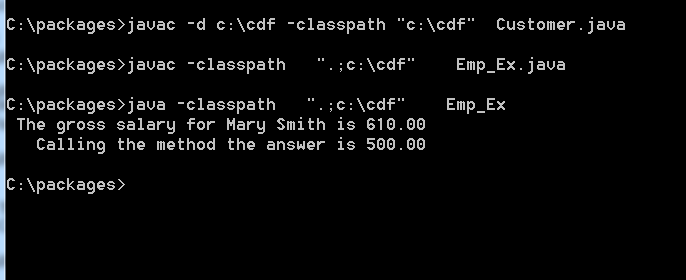 C:\packages>javac -d c:\cdf -classpath "c:\cdf"  Customer.java
C:\packages>javac -classpath   ".;c:\cdf"    Emp_Ex.java
C:\packages>java -classpath   ".;c:\cdf"    Emp_Ex
The gross salary for Mary Smith is 610.00
Calling the method the answer is 500.00
C:\packages>